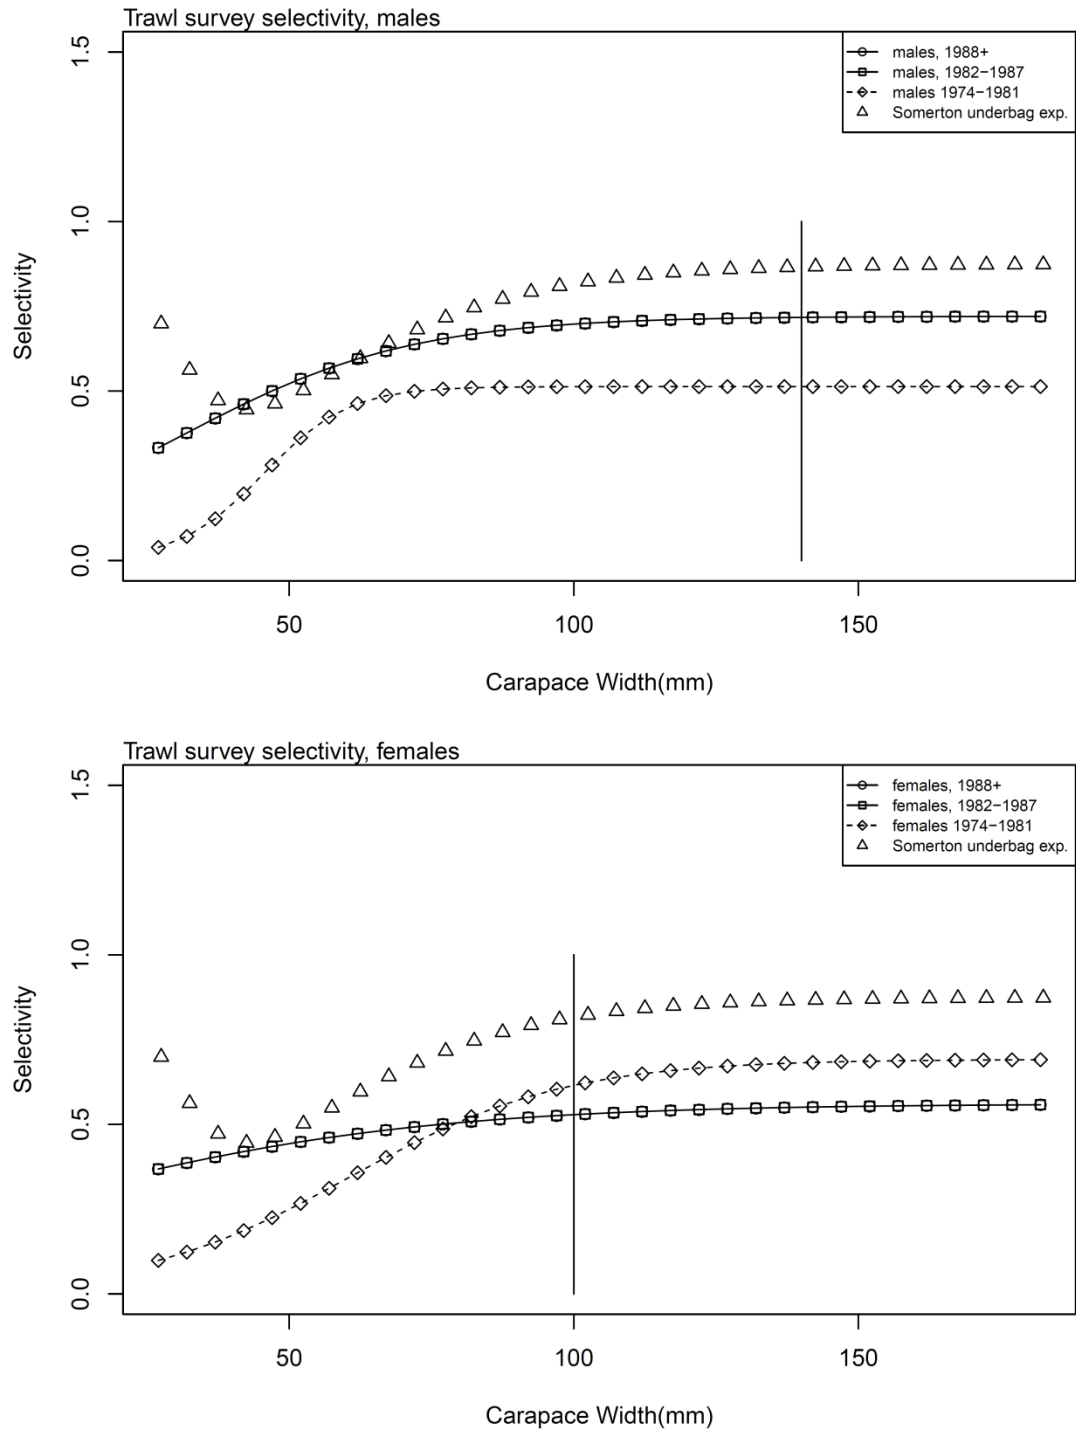 Trawl survey selectivity, males
1.5
1.0
0.5
0.0
Selectivity
males, 1988+
males, 1982−1987
males 1974−1981
Somerton underbag exp.
50 100 150
Carapace Width(mm)
Trawl survey selectivity, females
1.5
1.0
0.5
0.0
Selectivity
females, 1988+
females, 1982−1987
females 1974−1981
Somerton underbag exp.
50 100 150
Carapace Width(mm)